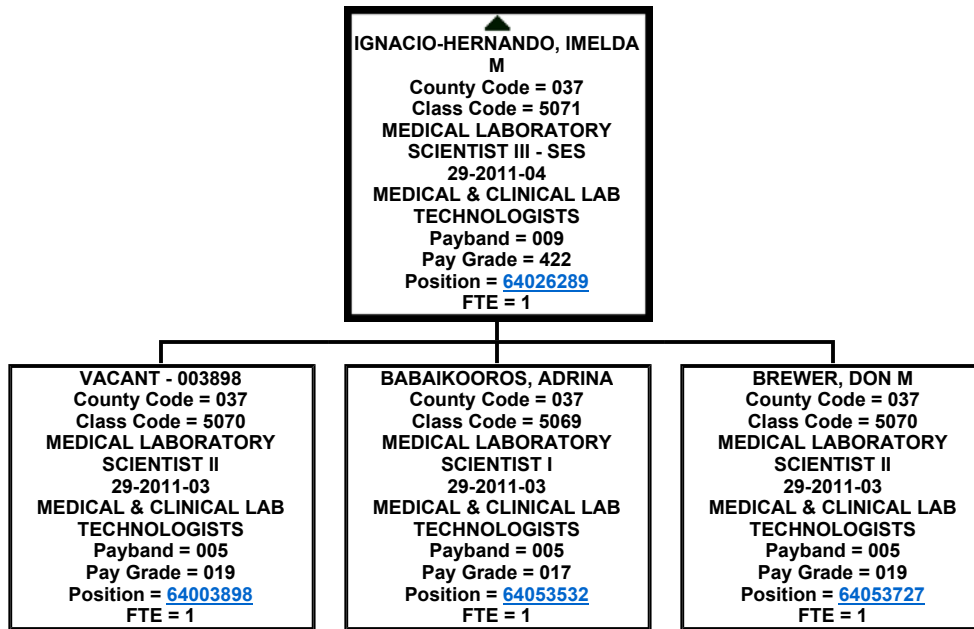 IGNACIO-HERNANDO, IMELDA
M
County Code = 037
Class Code = 5071
MEDICAL LABORATORY
SCIENTIST III - SES
29-2011-04
MEDICAL & CLINICAL LAB
TECHNOLOGISTS
Payband = 009
Pay Grade = 422
Position = 64026289
FTE = 1
VACANT - 003898
County Code = 037
Class Code = 5070
MEDICAL LABORATORY
SCIENTIST II
29-2011-03
MEDICAL & CLINICAL LAB
TECHNOLOGISTS
Payband = 005
Pay Grade = 019
Position = 64003898
FTE = 1
BABAIKOOROS, ADRINA
County Code = 037
Class Code = 5069
MEDICAL LABORATORY
SCIENTIST I
29-2011-03
MEDICAL & CLINICAL LAB
TECHNOLOGISTS
Payband = 005
Pay Grade = 017
Position = 64053532
FTE = 1
BREWER, DON M
County Code = 037
Class Code = 5070
MEDICAL LABORATORY
SCIENTIST II
29-2011-03
MEDICAL & CLINICAL LAB
TECHNOLOGISTS
Payband = 005
Pay Grade = 019
Position = 64053727
FTE = 1